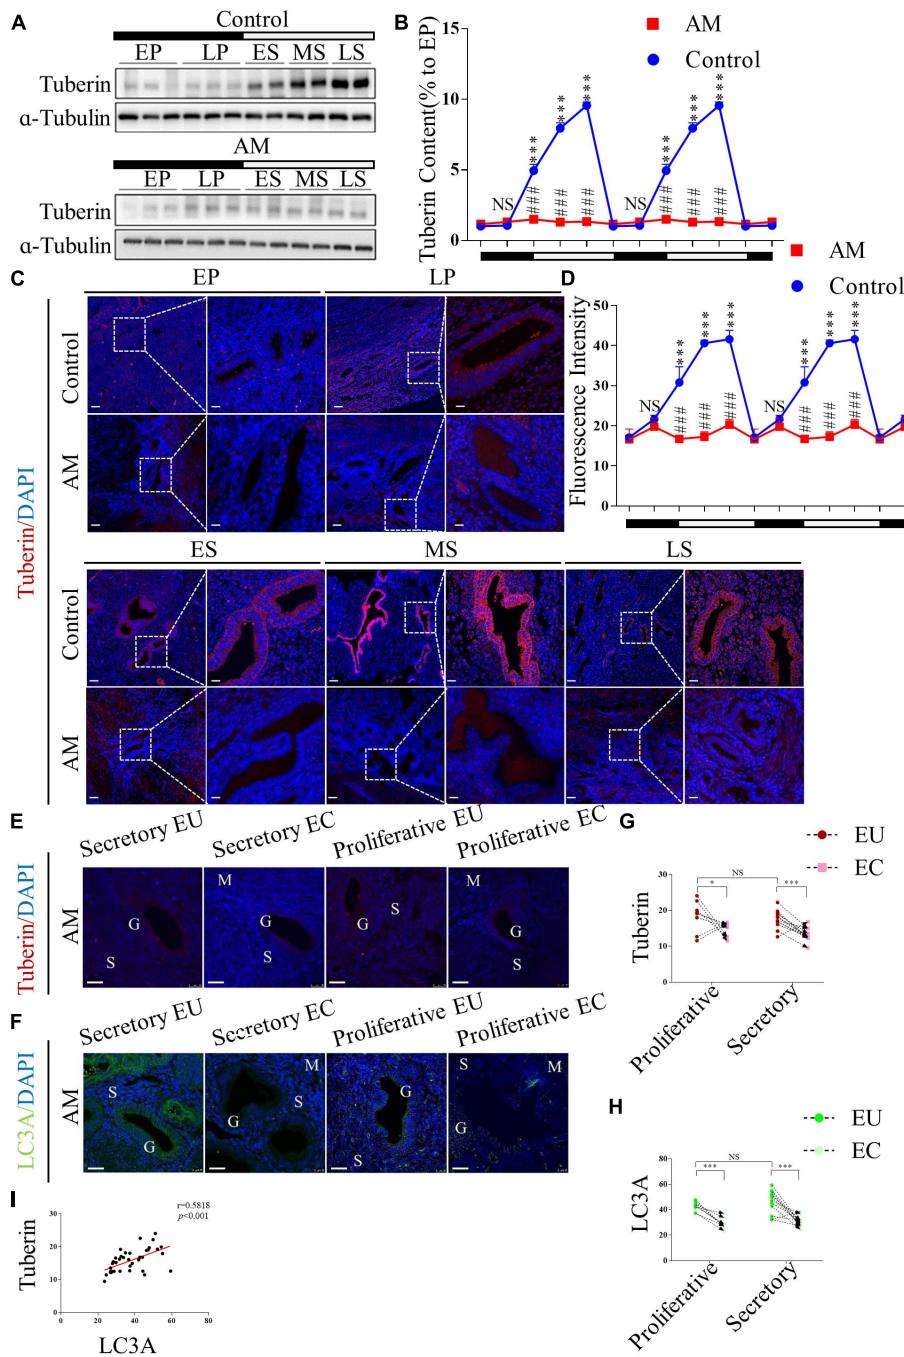 A
Control
EP LP ES MS LS
Tuberin
α-Tubulin
AM
EP LP ES MS LS
Tuberin
α-Tubulin
B
AM
Control
Tuberin Content(% to EP)
15
10
5
0
NS *** *** *** NS *** *** ***
### ### ### ### ### ###
C
EP LP
Control
AM
Tuberin/DAPI
ES MS LS
Control
AM
D
AM
Control
Fluorescence Intensity
50
40
30
20
10
0
NS *** *** *** NS *** *** ***
### ### ### ### ### ###
E
Secretory EU Secretory EC Proliferative EU Proliferative EC
Tuberin/DAPI
AM
G S
M G S
S G
M G S
F
Secretory EU Secretory EC Proliferative EU Proliferative EC
LC3A/DAPI
AM
S G
M S G
G S
S M G
G
EU
EC
Tuberin
30
20
10
0
NS
* ***
Proliferative Secretory
H
EU
EC
LC3A
80
60
40
20
0
NS
*** ***
Proliferative Secretory
I
r=0.5818
p<0.001
Tuberin
30
20
10
0
0 20 40 60 80
LC3A